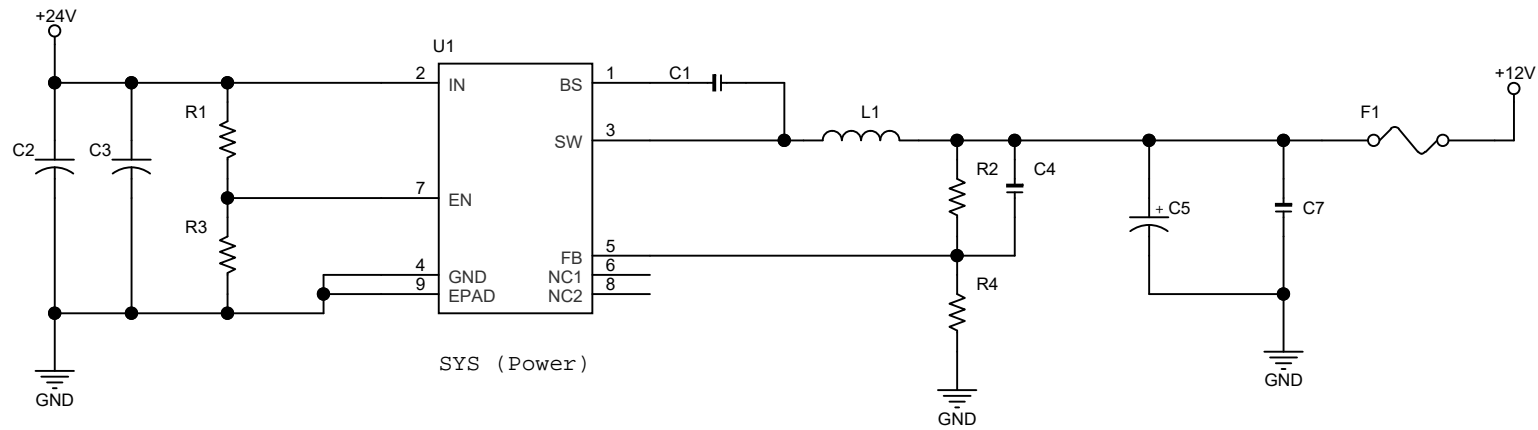 +24V
U1
+12V
2
IN
BS
1
C1
R1
L1
F1
SW
3
C2
C3
R2
C4
7
EN
R3
+ C5
C7
FB
5
4
GND
NC1
6
9
EPAD
NC2
8
R4
SYS (Power)
GND
GND
GND